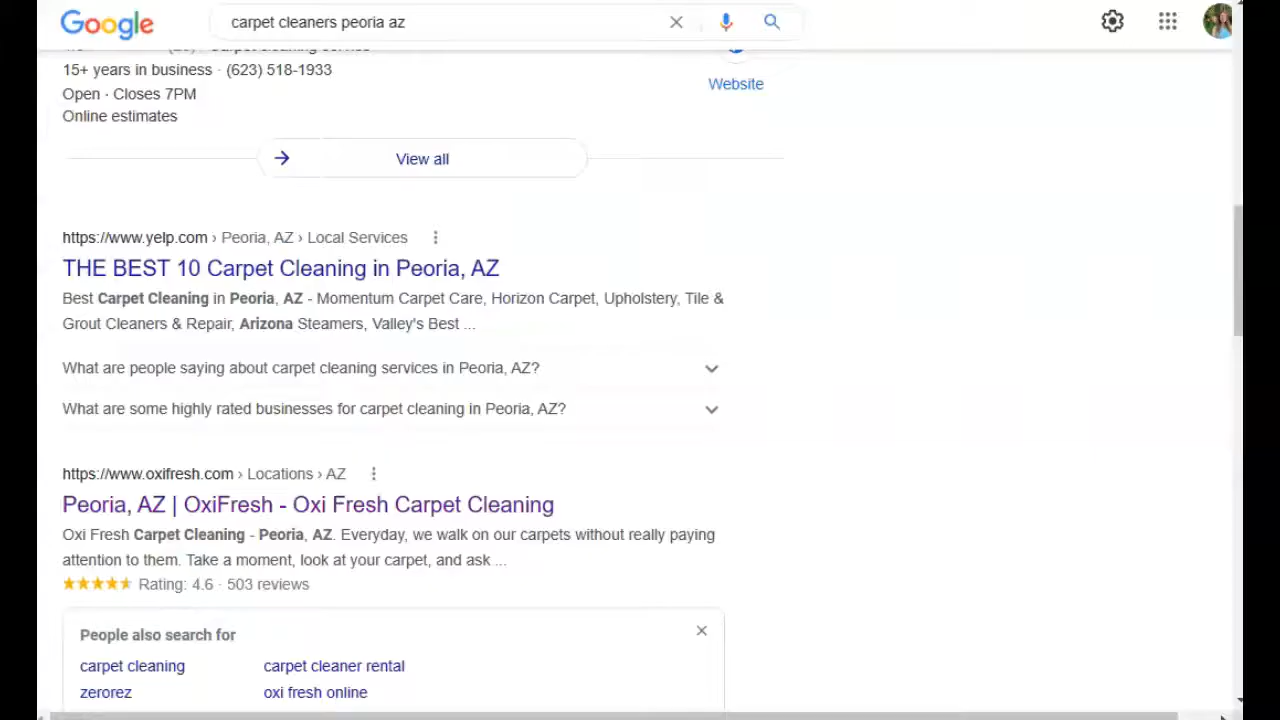 Google
carpet cleaners peoria az
15+ years in business · (623) 518-1933
Website
Open · Closes 7PM
Online estimates
View all
https://www.yelp.com › Peoria, AZ › Local Services
THE BEST 10 Carpet Cleaning in Peoria, AZ
Best Carpet Cleaning in Peoria, AZ - Momentum Carpet Care, Horizon Carpet, Upholstery, Tile &
Grout Cleaners & Repair, Arizona Steamers, Valley's Best ...
What are people saying about carpet cleaning services in Peoria, AZ?
What are some highly rated businesses for carpet cleaning in Peoria, AZ?
https://www.oxifresh.com › Locations › AZ
Peoria, AZ | OxiFresh - Oxi Fresh Carpet Cleaning
Oxi Fresh Carpet Cleaning - Peoria, AZ. Everyday, we walk on our carpets without really paying
attention to them. Take a moment, look at your carpet, and ask ...
Rating: 4.6 · 503 reviews
People also search for
carpet cleaning carpet cleaner rental
zerorez oxi fresh online